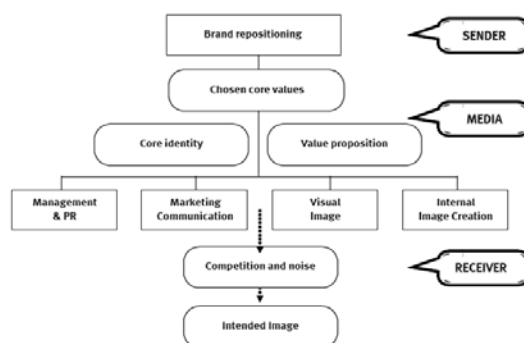 Brand repositioning
SENDER
Chosen core values
MEDIA
Core identity
Value proposition
Management
& PR
Marketing
Communication
Visual
Image
Internal
Image Creation
Competition and noise
RECEIVER
Intended Image